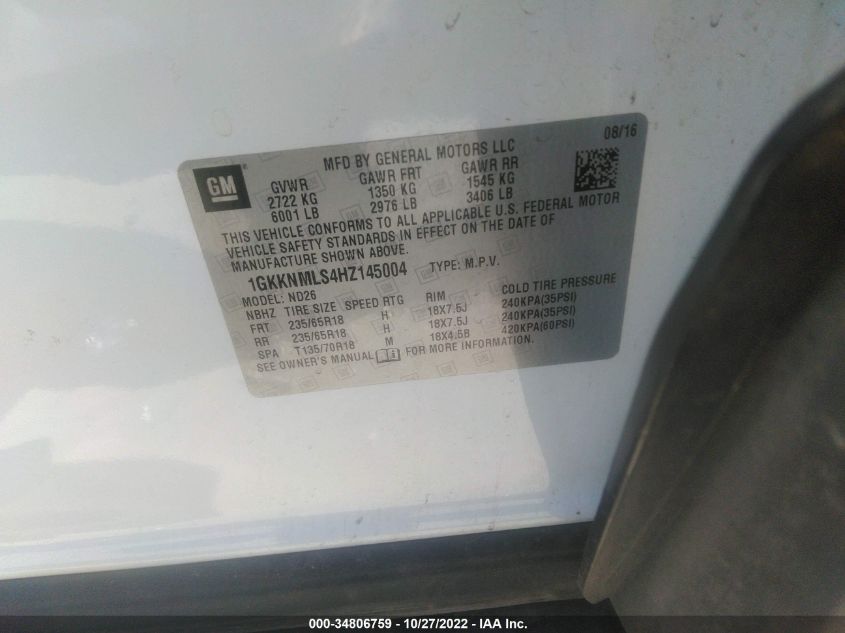 GM
MFD BY GENERAL MOTORS LLC 08/16
GVWR GAWR FRT GAWR RR
2722 KG 1350 KG 1545 KG
6001 LB 2976 LB 3406 LB
THIS VEHICLE CONFORMS TO ALL APPLICABLE U.S. FEDERAL MOTOR
VEHICLE SAFETY STANDARDS IN EFFECT ON THE DATE OF
MANUFACTURE SHOWN ABOVE.
1GKKNMLS4HZ145004 TYPE: M.P.V.
MODEL: ND26
NBHZ TIRE SIZE SPEED RTG RIM COLD TIRE PRESSURE
FRT 235/65R18 H 18X7.5J 240KPA(35PSI)
RR 235/65R18 H 18X7.5J 240KPA(35PSI)
SPA T135/70R18 M 18X4.5B 420KPA(60PSI)
SEE OWNER'S MANUAL FOR MORE INFORMATION.
000-34806759 - 10/27/2022 - IAA Inc.